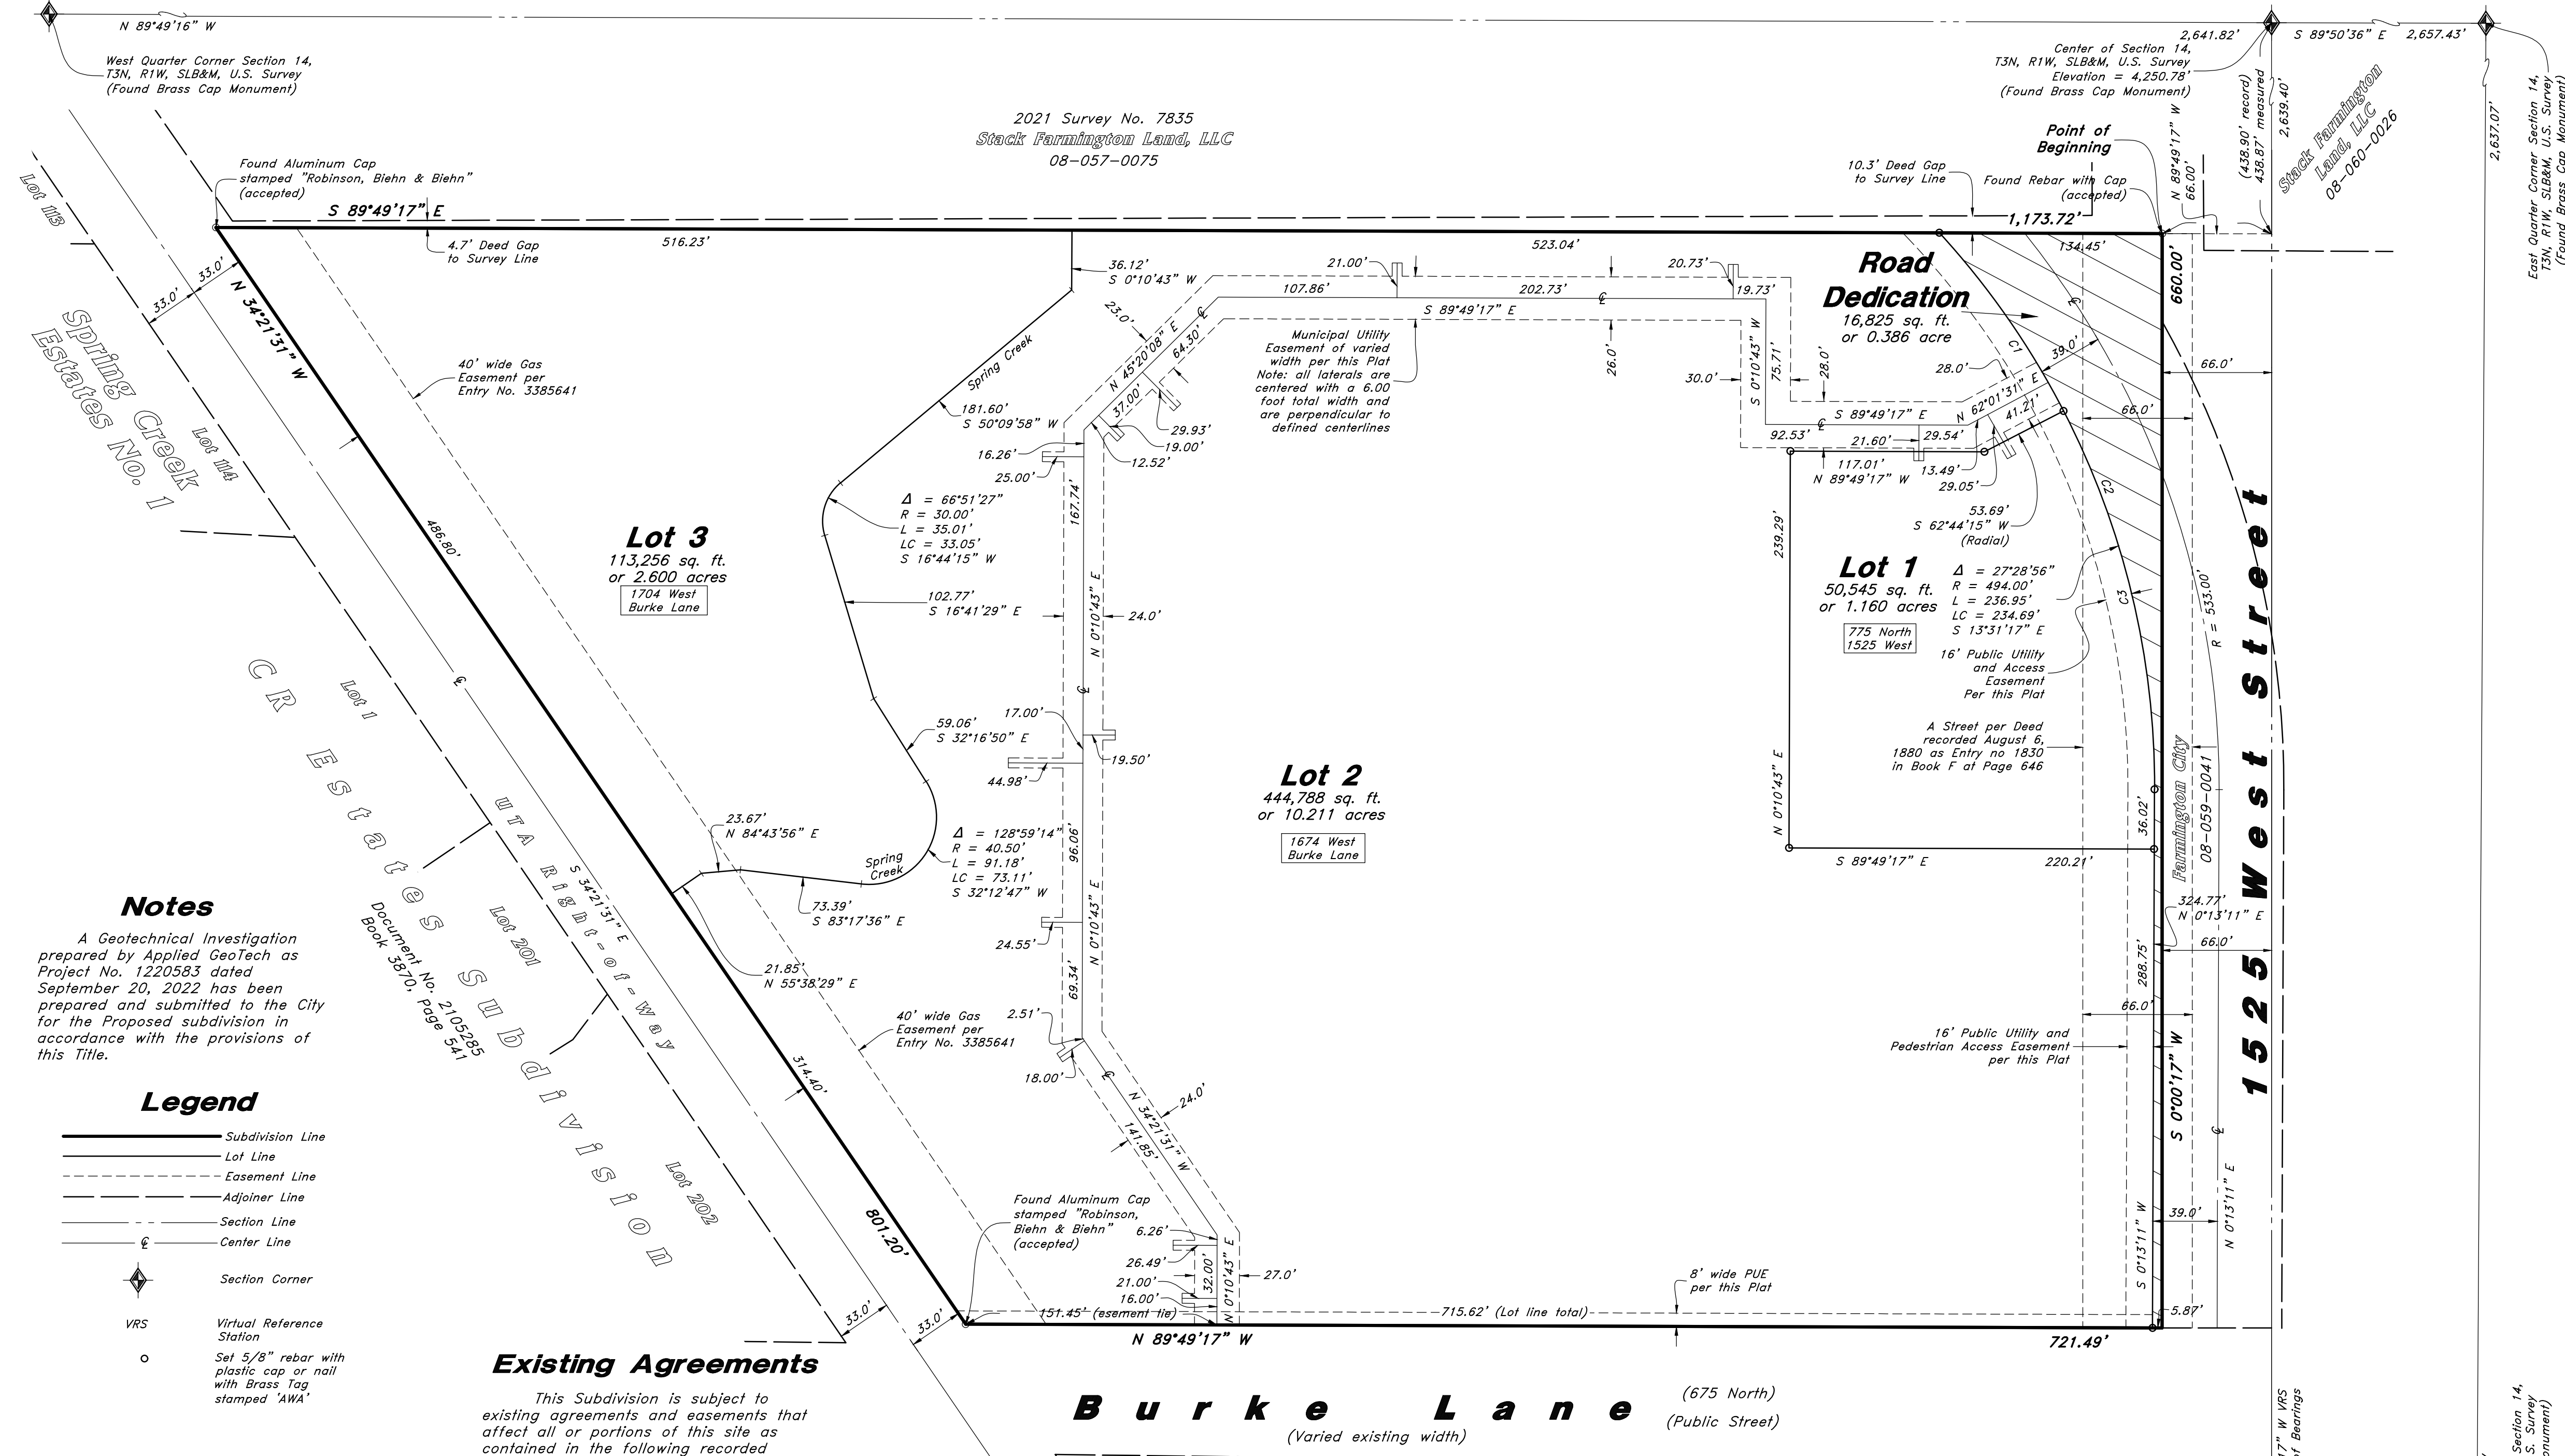 N 89°49'16" W
West Quarter Corner Section 14,
T3N, R1W, SLB&M, U.S. Survey
(Found Brass Cap Monument)
2021 Survey No. 7835
Stack Farmington Land, LLC
08-057-0075
2,641.82'
S 89°50'36" E
2,657.43'
Center of Section 14,
T3N, R1W, SLB&M, U.S. Survey
Elevation = 4,250.78'
(Found Brass Cap Monument)
(438.90' record)
438.87' measured
2,639.40'
Stack Farmington
Land, LLC
08-060-0026
2,637.07'
East Quarter Corner Section 14,
T3N, R1W, SLB&M, U.S. Survey
(Found Brass Cap Monument)
Point of
Beginning
N 89°49'17" W
66.00'
10.3' Deed Gap
to Survey Line
Found Rebar with Cap
(accepted)
Found Aluminum Cap
stamped "Robinson, Biehn & Biehn"
(accepted)
S 89°49'17" E
1,173.72'
4.7' Deed Gap
to Survey Line
516.23'
523.04'
134.45'
Lot 113
33.0'
33.0'
N 34°21'31" W
Spring Creek
Estates No. 1
Lot 114
40' wide Gas
Easement per
Entry No. 3385641
486.80'
36.12'
S 0°10'43" W
Spring Creek
181.60'
S 50°09'58" W
23.0'
N 45°20'08" E
64.30'
37.00'
29.93'
19.00'
12.52'
16.26'
25.00'
21.00'
107.86'
202.73'
S 89°49'17" E
20.73'
19.73'
Municipal Utility
Easement of varied
width per this Plat
Note: all laterals are
centered with a 6.00
foot total width and
are perpendicular to
defined centerlines
26.0'
30.0'
S 0°10'43" W
75.71'
28.0'
Road
Dedication
16,825 sq. ft.
or 0.386 acre
C1
39.0'
28.0'
N 62°01'31" E
41.21'
S 89°49'17" E
92.53'
21.60'
29.54'
117.01'
N 89°49'17" W
13.49'
29.05'
53.69'
S 62°44'15" W
(Radial)
C2
C3
660.00'
66.0'
66.0'
Lot 3
113,256 sq. ft.
or 2.600 acres
1704 West
Burke Lane
Δ = 66°51'27"
R = 30.00'
L = 35.01'
LC = 33.05'
S 16°44'15" W
102.77'
S 16°41'29" E
59.06'
S 32°16'50" E
167.74'
N 0°10'43" E
24.0'
17.00'
19.50'
44.98'
Δ = 128°59'14"
R = 40.50'
L = 91.18'
LC = 73.11'
S 32°12'47" W
96.06'
N 0°10'43" E
24.55'
69.34'
2.51'
18.00'
23.67'
N 84°43'56" E
Spring
Creek
73.39'
S 83°17'36" E
21.85'
N 55°38'29" E
Lot 2
444,788 sq. ft.
or 10.211 acres
1674 West
Burke Lane
239.29'
N 0°10'43" E
Lot 1
50,545 sq. ft.
or 1.160 acres
775 North
1525 West
Δ = 27°28'56"
R = 494.00'
L = 236.95'
LC = 234.69'
S 13°31'17" E
16' Public Utility
and Access
Easement
Per this Plat
A Street per Deed
recorded August 6,
1880 as Entry no 1830
in Book F at Page 646
S 89°49'17" E
220.21'
36.02'
Farmington City
08-059-0041
R = 533.00'
1525 West Street
324.77'
N 0°13'11" E
66.0'
288.75'
66.0'
16' Public Utility and
Pedestrian Access Easement
per this Plat
S 0°00'17" W
S 0°13'11" W
39.0'
N 0°13'11" E
5.87'
Lot 1
CR Estates Subdivision
UTA Right-of-Way
S 34°21'31" E
Lot 201
Document No. 2105285
Book 3870, Page 541
Lot 202
40' wide Gas
Easement per
Entry No. 3385641
314.40'
801.20'
N 34°21'31" W
24.0'
141.85'
Found Aluminum Cap
stamped "Robinson,
Biehn & Biehn"
(accepted)
6.26'
26.49'
21.00'
16.00'
32.00'
N 0°10'43" E
27.0'
8' wide PUE
per this Plat
33.0'
33.0'
151.45' (esement tie)
715.62' (Lot line total)
N 89°49'17" W
721.49'
Notes
A Geotechnical Investigation
prepared by Applied GeoTech as
Project No. 1220583 dated
September 20, 2022 has been
prepared and submitted to the City
for the Proposed subdivision in
accordance with the provisions of
this Title.
Legend
Subdivision Line
Lot Line
Easement Line
Adjoiner Line
Section Line
Center Line
Section Corner
VRS Virtual Reference
Station
Set 5/8" rebar with
plastic cap or nail
with Brass Tag
stamped 'AWA'
Existing Agreements
This Subdivision is subject to
existing agreements and easements that
affect all or portions of this site as
contained in the following recorded
Burke Lane
(675 North)
(Public Street)
(Varied existing width)
17" W VRS
of Bearings
Section 14,
S. Survey